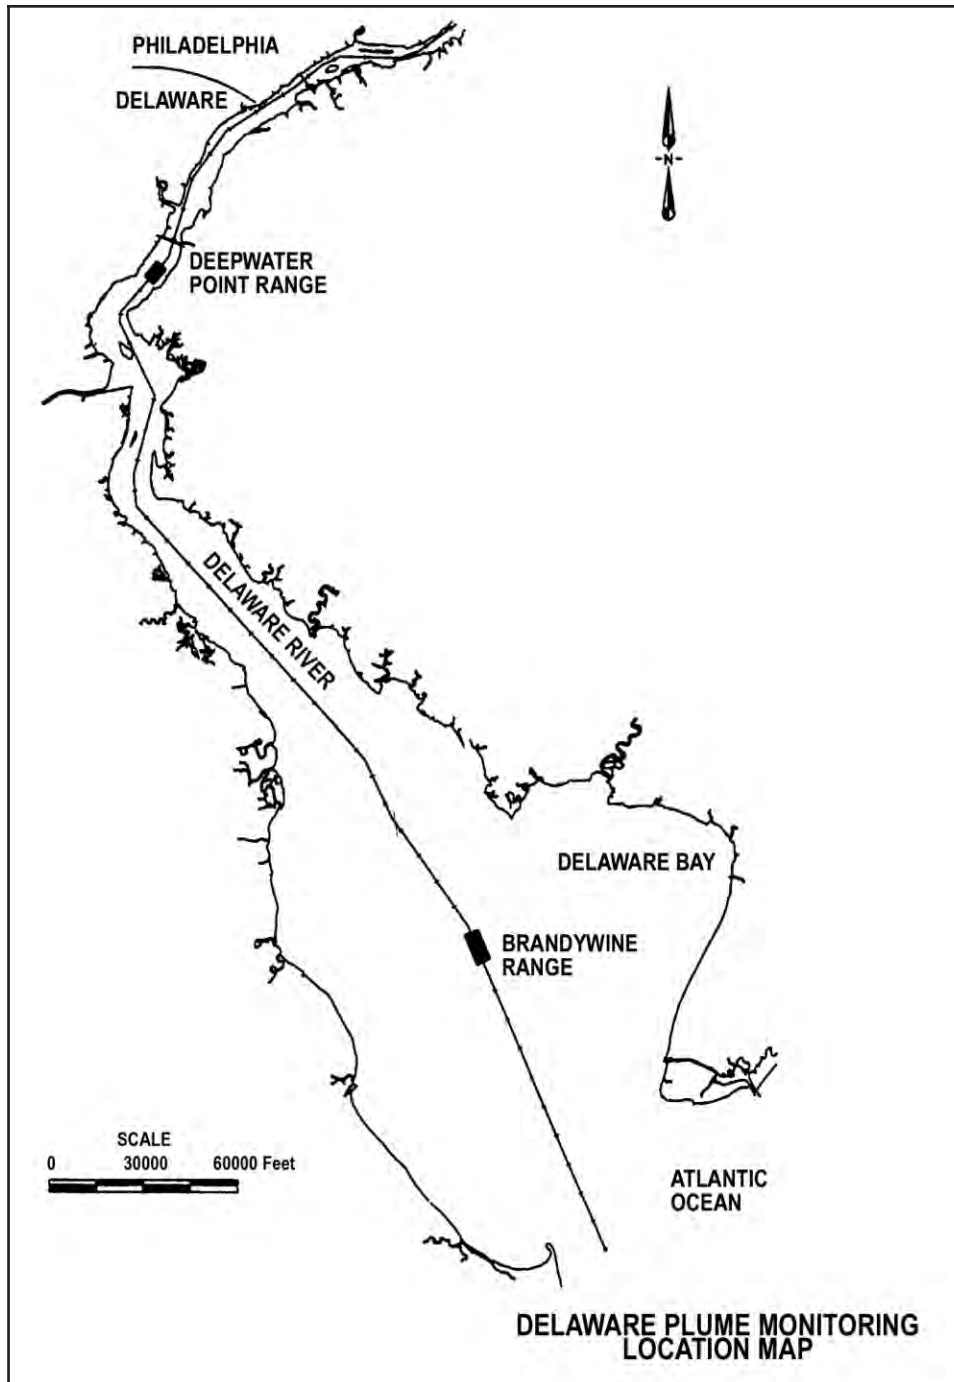 PHILADELPHIA
DELAWARE
-N-
DEEPWATER
POINT RANGE
DELAWARE RIVER
DELAWARE BAY
BRANDYWINE
RANGE
SCALE
0 30000 60000 Feet
ATLANTIC
OCEAN
DELAWARE PLUME MONITORING
LOCATION MAP